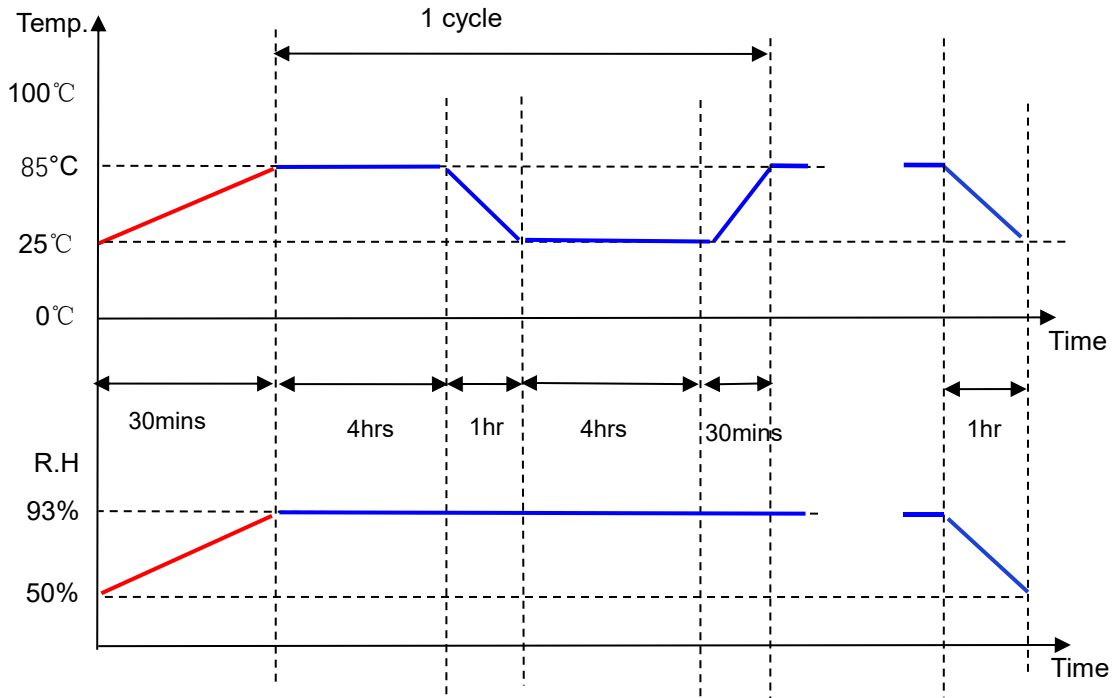 Temp.
1 cycle
100℃
85°C
25℃
0℃
Time
30mins
4hrs
1hr
4hrs
30mins
1hr
R.H
93%
50%
Time